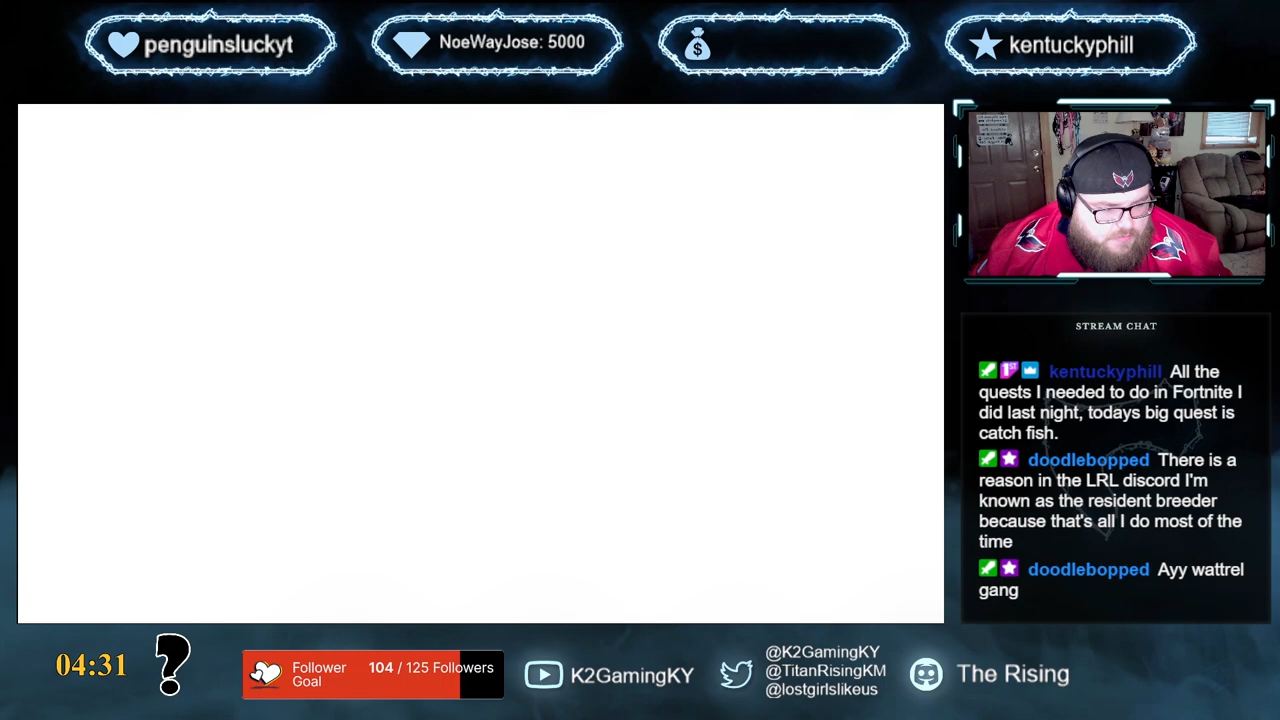 penguinsluckyt
NoeWayJose: 5000
kentuckyphill
STREAM CHAT
kentuckyphill All the
quests I needed to do in Fortnite I
did last night, todays big quest is
catch fish.
doodlebopped There is a
reason in the LRL discord I'm
known as the resident breeder
because that's all I do most of the
time
doodlebopped Ayy wattrel
gang
04:31
Follower
Goal
104 / 125 Followers
K2GamingKY
@K2GamingKY
@TitanRisingKM
@lostgirlslikeus
The Rising